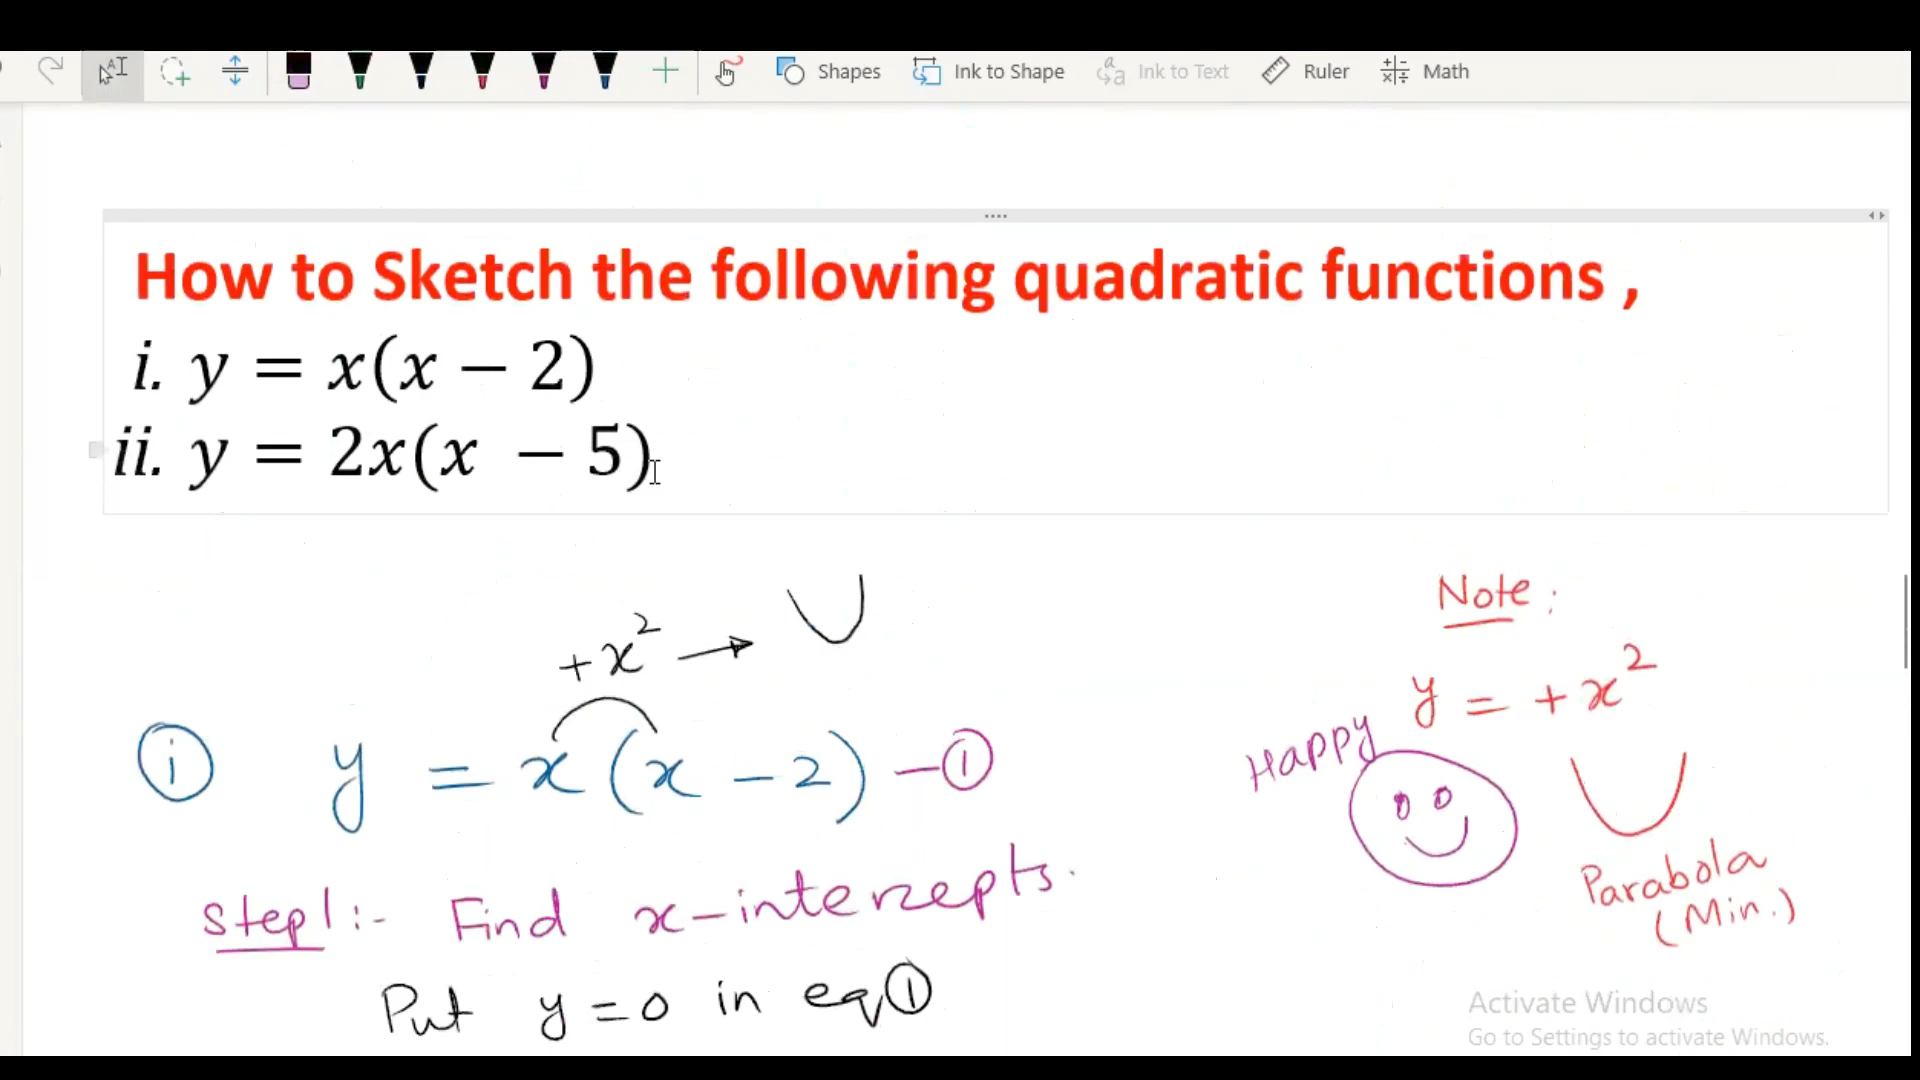 Shapes Ink to Shape Ink to Text Ruler Math
How to Sketch the following quadratic functions ,
i. y = x(x − 2)
ii. y = 2x(x − 5)
+x² →
i y = x(x − 2) — ①
Step1:- Find x-intercepts.
Put y=0 in eq①
Note:
y = +x²
Happy
Parabola
(Min.)
Activate Windows
Go to Settings to activate Windows.